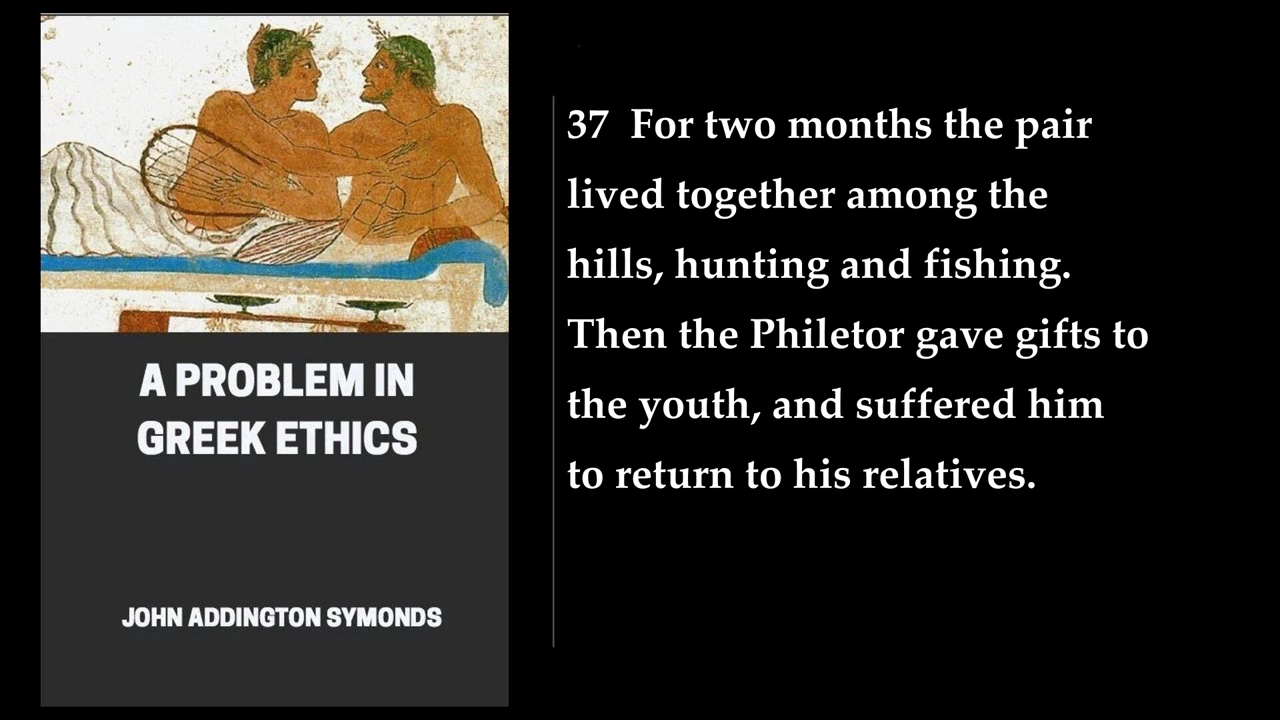 A PROBLEM IN
GREEK ETHICS
JOHN ADDINGTON SYMONDS
37 For two months the pair
lived together among the
hills, hunting and fishing.
Then the Philetor gave gifts to
the youth, and suffered him
to return to his relatives.